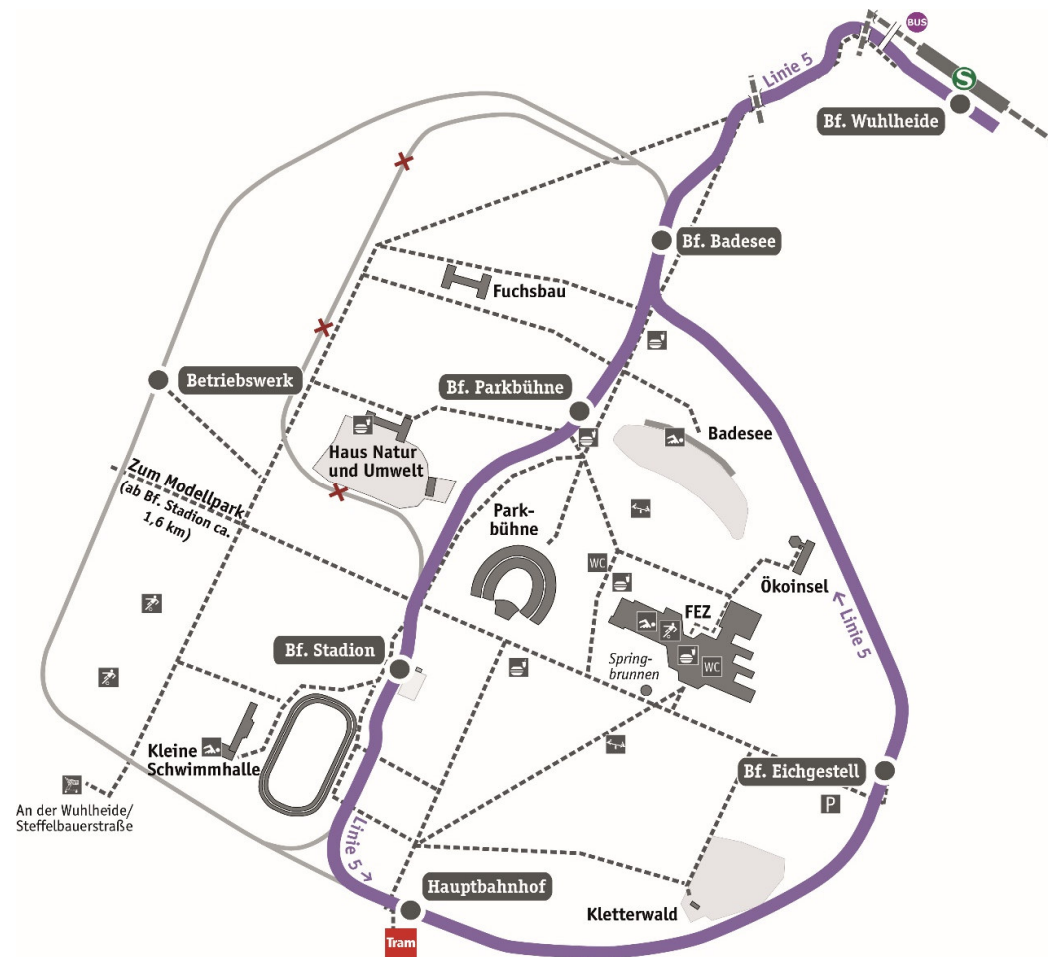 BUS
Linie 5
S
Bf. Wuhlheide
Bf. Badesee
Fuchsbau
Betriebswerk
Bf. Parkbühne
Badesee
Haus Natur
und Umwelt
Zum Modellpark
(ab Bf. Stadion ca.
1,6 km)
Park-
bühne
WC
Ökoinsel
FEZ
Linie 5
Bf. Stadion
Spring-
brunnen
WC
Kleine
Schwimmhalle
Bf. Eichgestell
P
An der Wuhlheide/
Steffelbauerstraße
Linie 5
Hauptbahnhof
Kletterwald
Tram